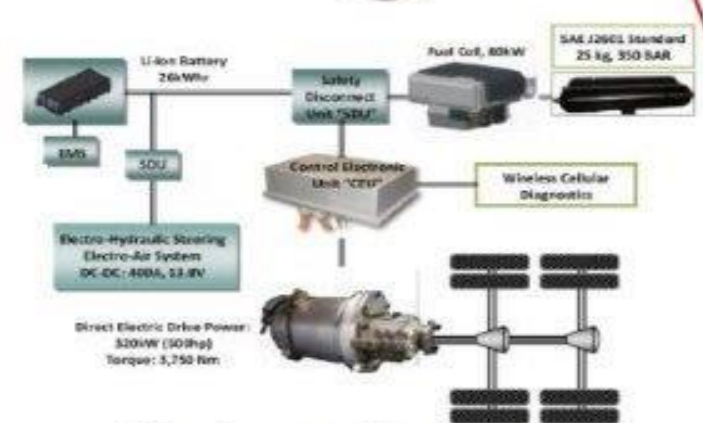 Li-Ion Battery
26kWhr
Safety
Disconnect
Unit "SDU"
Fuel Cell, 80kW
SAE J2601 Standard
25 kg, 350 BAR
BMS
SDU
Control Electronic
Unit "CEU"
Wireless Cellular
Diagnostics
Electro-Hydraulic Steering
Electro-Air System
DC-DC: 400A, 13.8V
Direct Electric Drive Power:
320kW (500hp)
Torque: 3,750 Nm